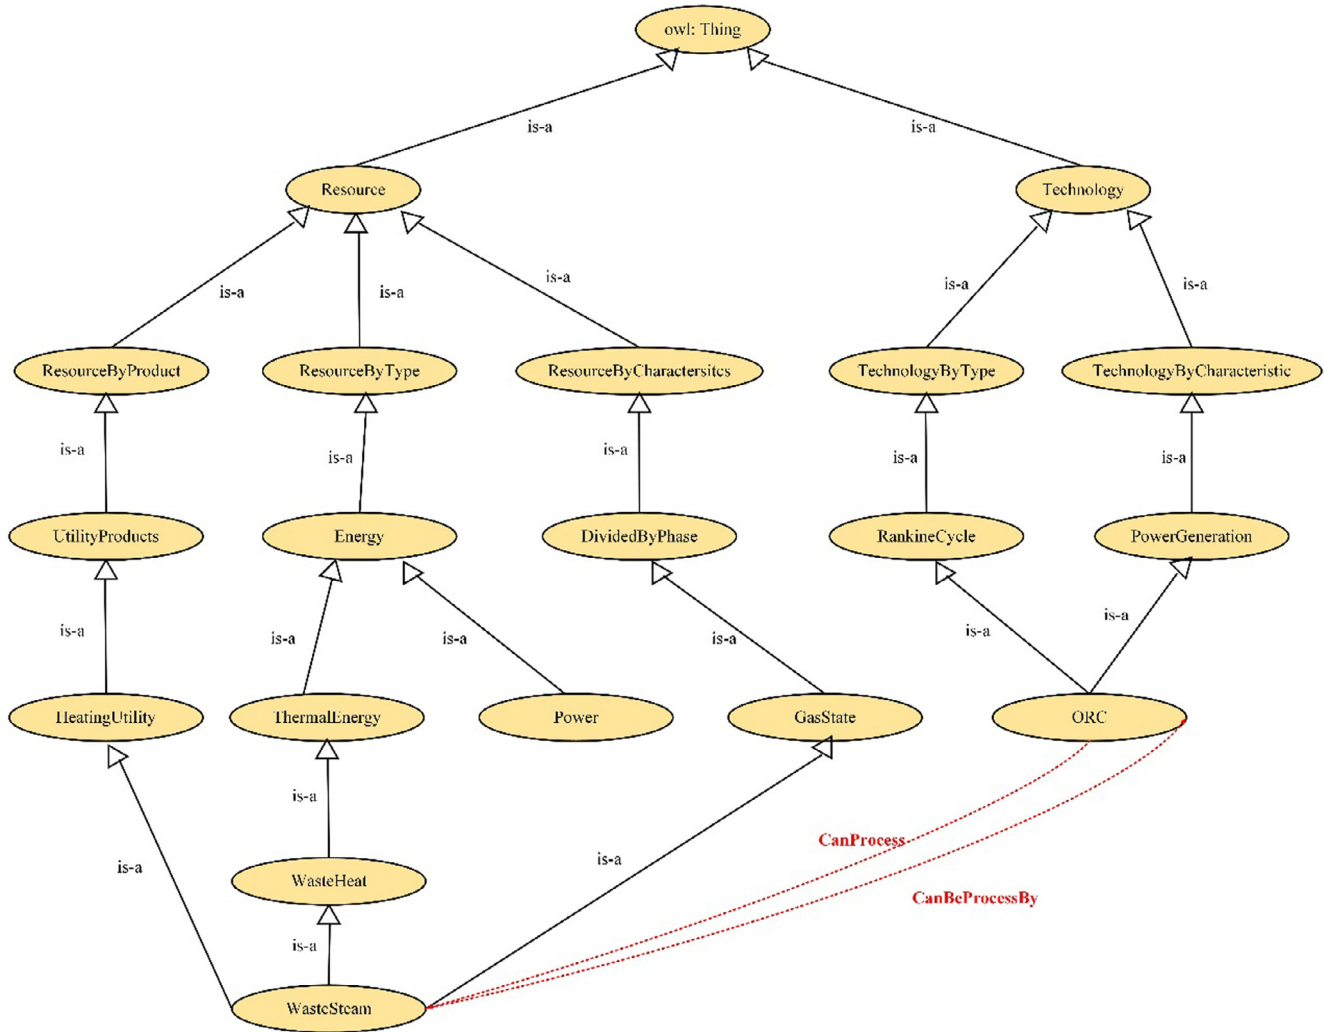 owl: Thing
is-a
is-a
Resource
Technology
is-a
is-a
is-a
is-a
is-a
ResourceByProduct
ResourceByType
ResourceByCharactersitcs
TechnologyByType
TechnologyByCharacteristic
is-a
is-a
is-a
is-a
is-a
UtilityProducts
Energy
DividedByPhase
RankineCycle
PowerGeneration
is-a
is-a
is-a
is-a
is-a
is-a
HeatingUtility
ThermalEnergy
Power
GasState
ORC
is-a
CanProcess
is-a
is-a
WasteHeat
CanBeProcessBy
is-a
WasteSteam